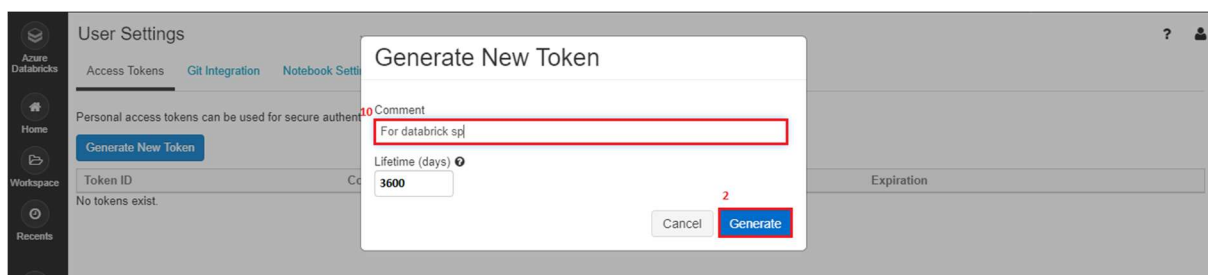 User Settings
?
Azure
Databricks
Access Tokens Git Integration Notebook Setti
Home
Personal access tokens can be used for secure authent
Generate New Token
Workspace
Token ID Co Expiration
No tokens exist.
Recents
Generate New Token
10 Comment
For databrick sp
Lifetime (days) ?
3600
2
Cancel Generate